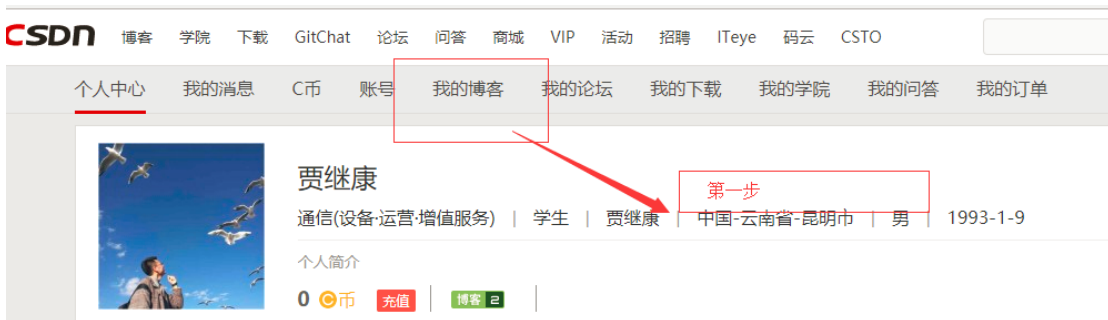 CSDN 博客 学院 下载 GitChat 论坛 问答 商城 VIP 活动 招聘 ITeye 码云 CSTO
个人中心 我的消息 C币 账号 我的博客 我的论坛 我的下载 我的学院 我的问答 我的订单
贾继康
第一步
通信(设备·运营·增值服务) | 学生 | 贾继康 | 中国-云南省-昆明市 | 男 | 1993-1-9
个人简介
0 C币 充值 博客 2